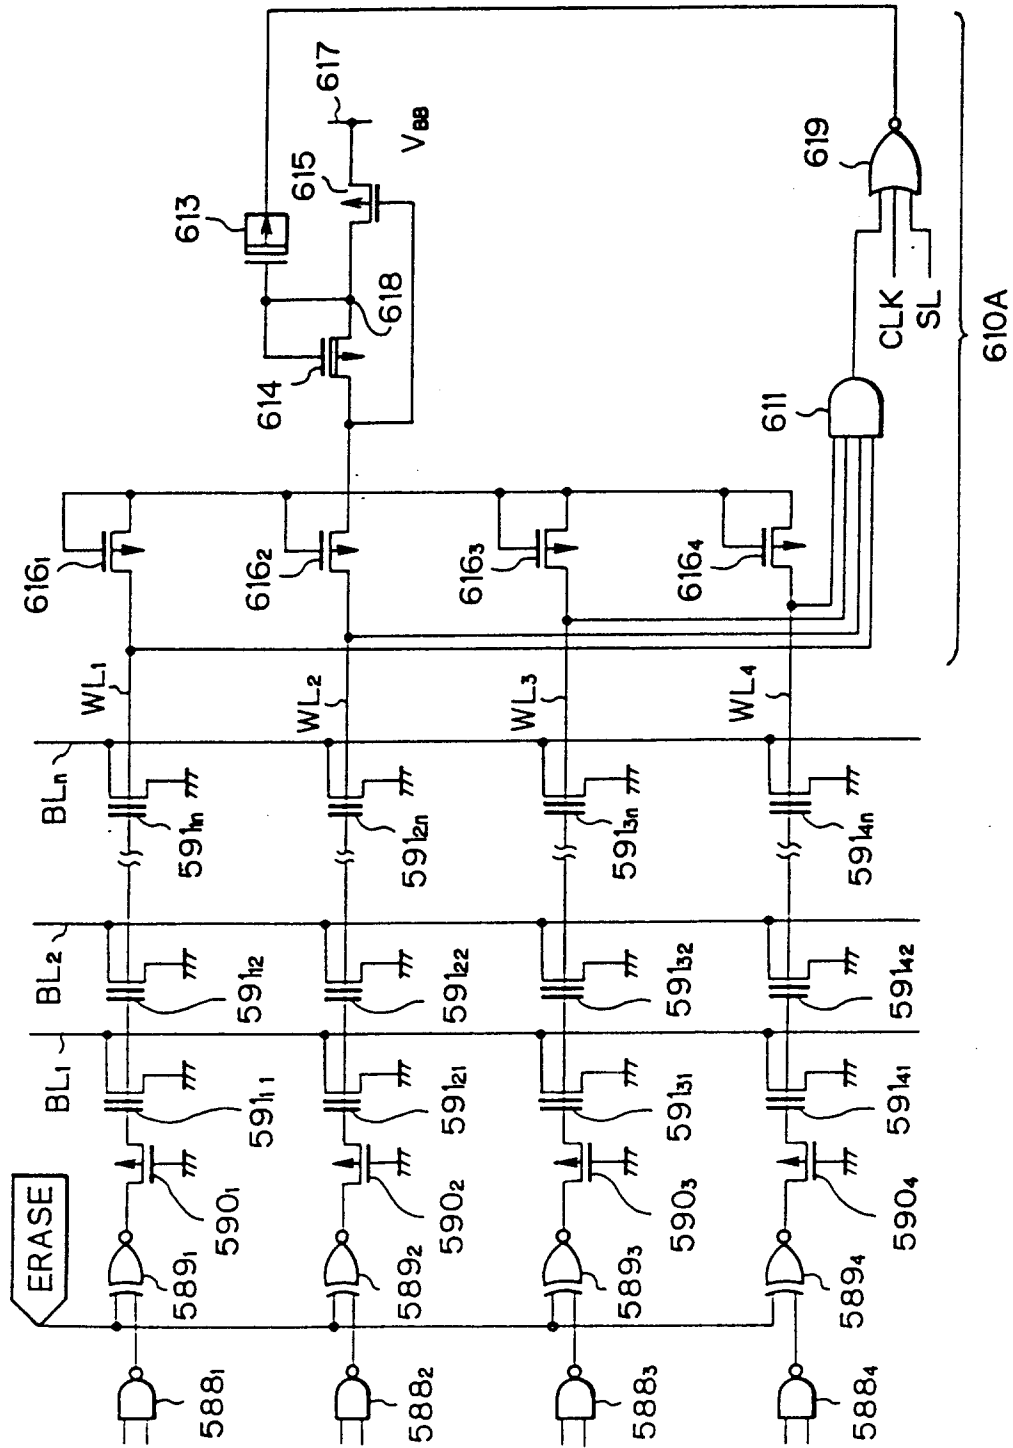 ERASE
588₁
588₂
588₃
588₄
589₁
589₂
589₃
589₄
590₁
590₂
590₃
590₄
BL₁
BL₂
BLₙ
591₁₁
591₂₁
591₃₁
591₄₁
591₁₂
591₂₂
591₃₂
591₄₂
591₁ₙ
591₂ₙ
591₃ₙ
591₄ₙ
WL₁
WL₂
WL₃
WL₄
616₁
616₂
616₃
616₄
613
614
615
617
618
V_BB
611
619
CLK
SL
610A